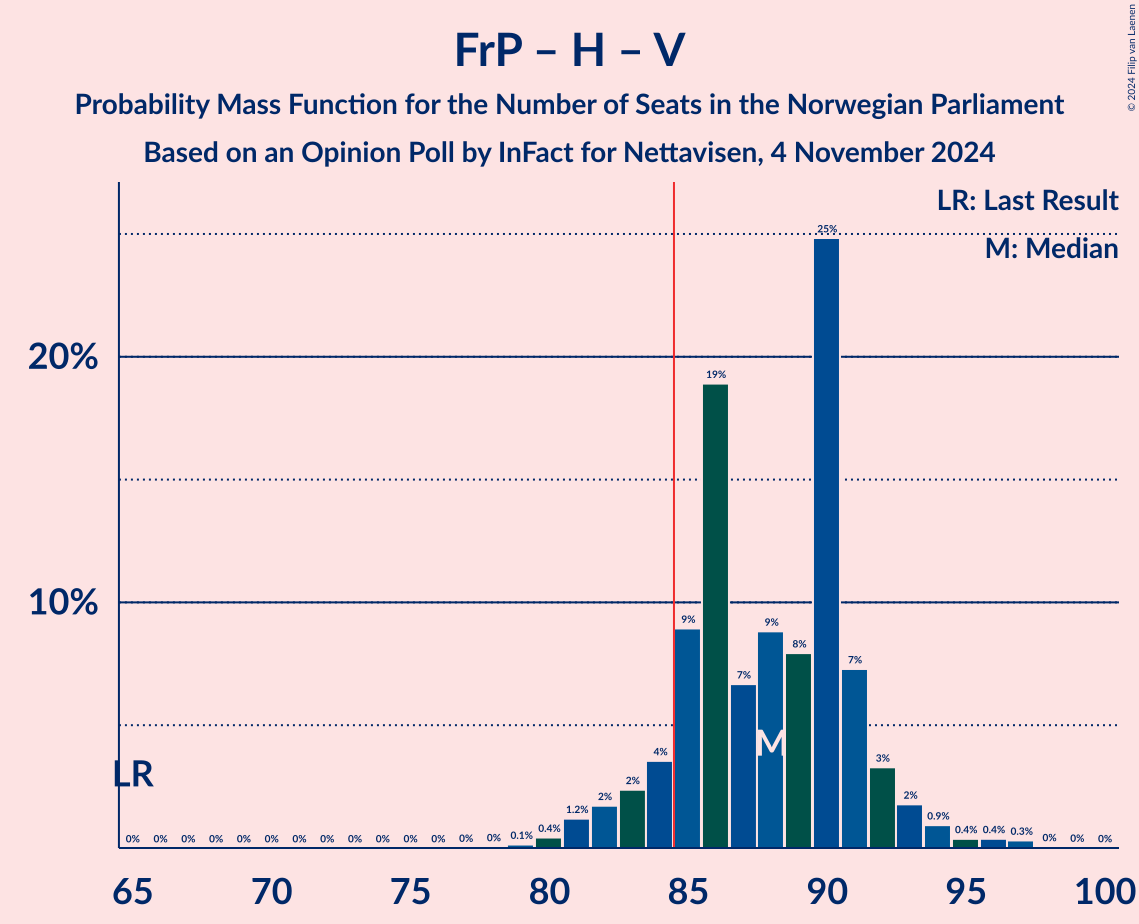 FrP – H – V
Probability Mass Function for the Number of Seats in the Norwegian Parliament
Based on an Opinion Poll by InFact for Nettavisen, 4 November 2024
© 2024 Filip van Laenen
LR: Last Result
M: Median
25%
20%
19%
10%
9%
9%
8%
7%
7%
M
LR
4%
3%
2%
2%
2%
1.2%
0.9%
0% 0% 0% 0% 0% 0% 0% 0% 0% 0% 0% 0% 0% 0% 0.1% 0.4% 0.4% 0.4% 0.3% 0% 0% 0%
65 70 75 80 85 90 95 100